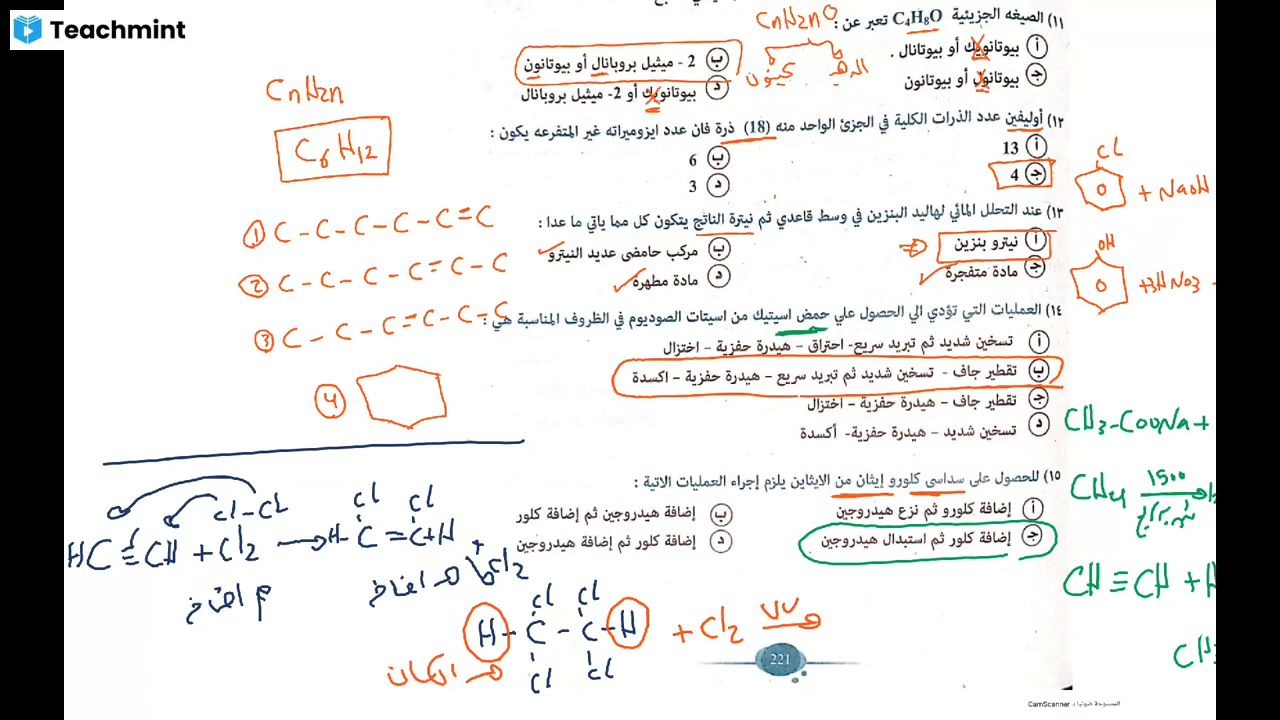 Teachmint
١١) الصيغه الجزيئية C4H8O تعبر عن :
CnH2nO
أ بيوتانويك أو بيوتانال .
ب 2 - ميثيل بروبانال أو بيوتانون
ج بيوتانول أو بيوتانون
د بيوتانويك أو 2- ميثيل بروبانال
الدهيد
كيتون
CnH2n
C6H12
١٢) أوليفين عدد الذرات الكلية في الجزئ الواحد منه (18) ذرة فان عدد ايزوميراته غير المتفرعه يكون :
أ 13
ب 6
ج 4
د 3
① C - C - C - C - C = C
② C - C - C - C = C - C
③ C - C - C = C - C - C
④
Cl
+ NaOH
١٣) عند التحلل المائي لهاليد البنزين في وسط قاعدي ثم نيترة الناتج يتكون كل مما ياتي ما عدا :
أ نيترو بنزين
ب مركب حامضى عديد النيترو
ج مادة متفجرة
د مادة مطهرة
OH
+3HNO3
١٤) العمليات التي تؤدي الي الحصول علي حمض اسيتيك من اسيتات الصوديوم في الظروف المناسبة هي :
أ تسخين شديد ثم تبريد سريع- احتراق – هيدرة حفزية – اختزال
ب تقطير جاف - تسخين شديد ثم تبريد سريع – هيدرة حفزية – اكسدة
ج تقطير جاف – هيدرة حفزية – اختزال
د تسخين شديد – هيدرة حفزية- أكسدة
CH3-COONa +
CH4 ١٥٠٠
CH≡CH + H
١٥) للحصول على سداسى كلورو إيثان من الايثاين يلزم إجراء العمليات الاتية :
أ إضافة كلورو ثم نزع هيدروجين
ب إضافة هيدروجين ثم إضافة كلور
ج إضافة كلور ثم استبدال هيدروجين
د إضافة كلور ثم إضافة هيدروجين
Cl-Cl
HC≡CH + Cl2
Cl Cl
H-C=C-H
+ Cl2
Cl Cl
H-C-C-H + Cl2 UV
Cl Cl
221
CamScanner الممسوحة ضوئيا بـ